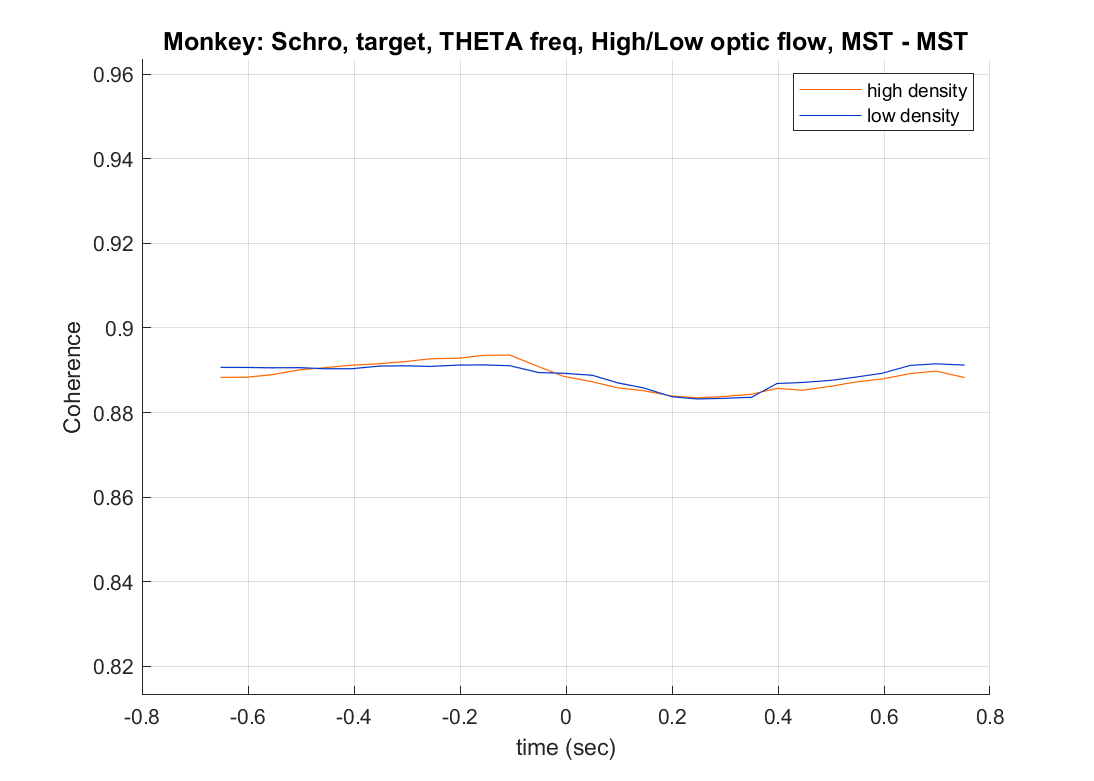 Monkey: Schro, target, THETA freq, High/Low optic flow, MST - MST
high density
low density
0.96
0.94
0.92
0.9
0.88
0.86
0.84
0.82
Coherence
-0.8 -0.6 -0.4 -0.2 0 0.2 0.4 0.6 0.8
time (sec)